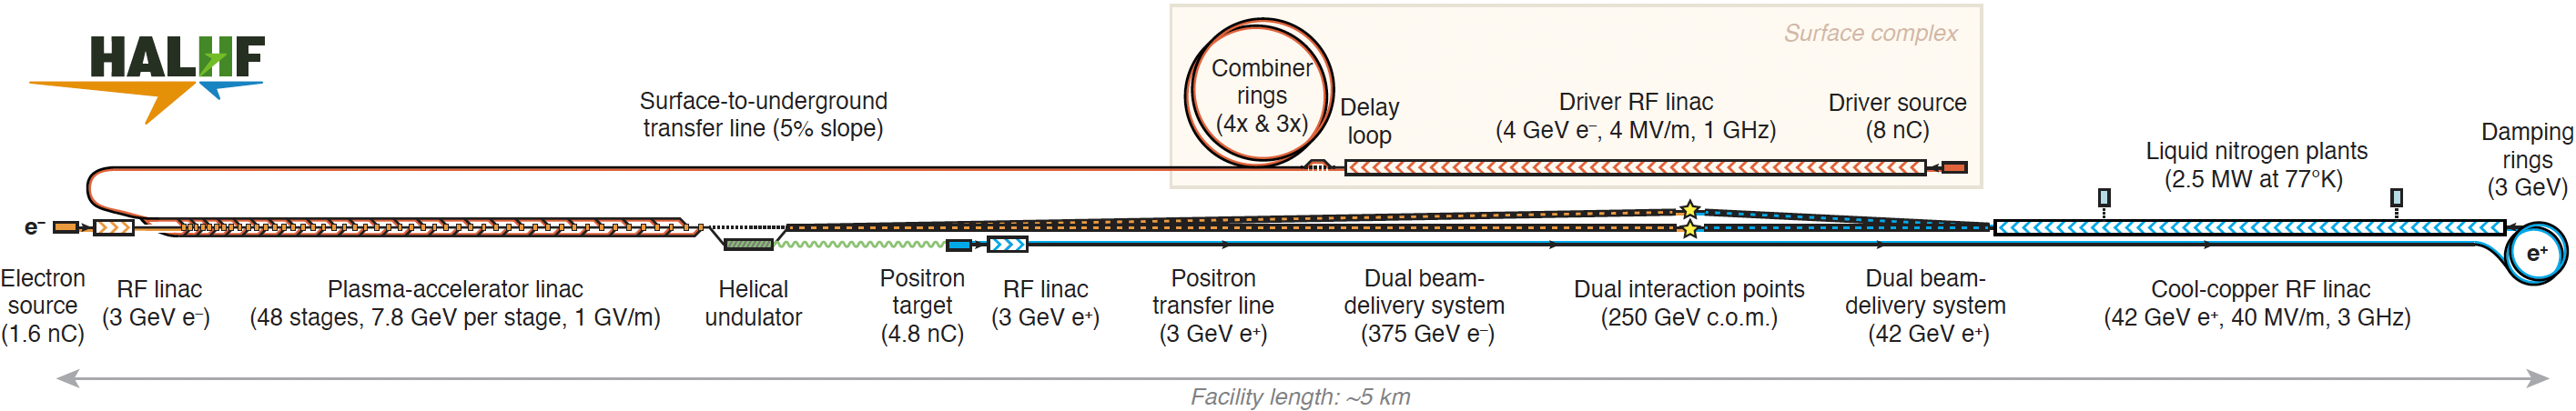 HALHF
Surface complex
Combiner
rings
(4x & 3x)
Delay
loop
Driver RF linac
(4 GeV e⁻, 4 MV/m, 1 GHz)
Driver source
(8 nC)
Surface-to-underground
transfer line (5% slope)
Liquid nitrogen plants
(2.5 MW at 77°K)
Damping
rings
(3 GeV)
e⁻
e⁺
Electron
source
(1.6 nC)
RF linac
(3 GeV e⁻)
Plasma-accelerator linac
(48 stages, 7.8 GeV per stage, 1 GV/m)
Helical
undulator
Positron
target
(4.8 nC)
RF linac
(3 GeV e⁺)
Positron
transfer line
(3 GeV e⁺)
Dual beam-
delivery system
(375 GeV e⁻)
Dual interaction points
(250 GeV c.o.m.)
Dual beam-
delivery system
(42 GeV e⁺)
Cool-copper RF linac
(42 GeV e⁺, 40 MV/m, 3 GHz)
Facility length: ~5 km